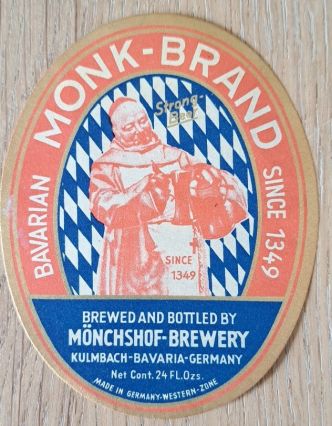 BAVARIAN MONK-BRAND SINCE 1349
Strong-
Beer
SINCE
1349
BREWED AND BOTTLED BY
MÖNCHSHOF-BREWERY
KULMBACH-BAVARIA-GERMANY
Net Cont. 24 FL.Ozs.
MADE IN GERMANY-WESTERN-ZONE